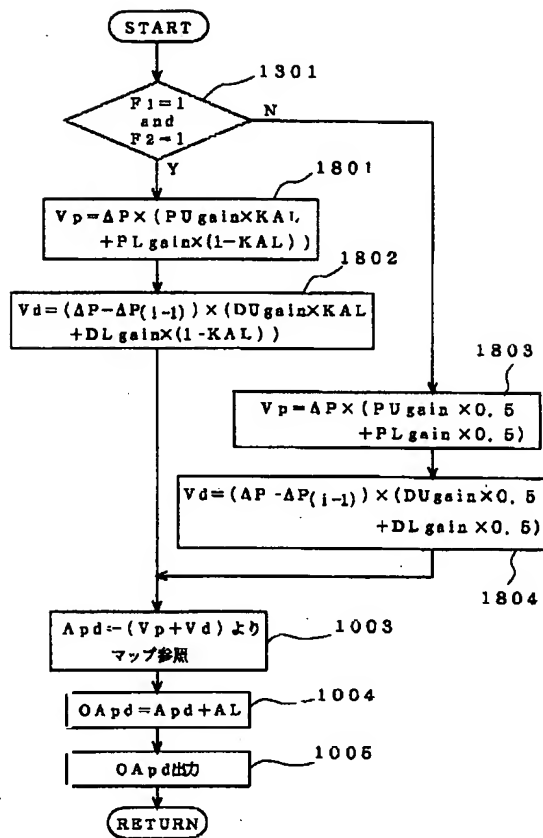 START
1301
F1=1
and
F2=1
N
Y
1801
Vp=ΔP×(PUgain×KAL
+PLgain×(1-KAL))
1802
Vd=(ΔP-ΔP(i-1))×(DUgain×KAL
+DLgain×(1-KAL))
1803
Vp=ΔP×(PUgain×0.5
+PLgain×0.5)
Vd=(ΔP-ΔP(i-1))×(DUgain×0.5
+DLgain×0.5)
1804
Apd=-(Vp+Vd)より
マップ参照
1003
OApd=Apd+AL
1004
OApd出力
1005
RETURN